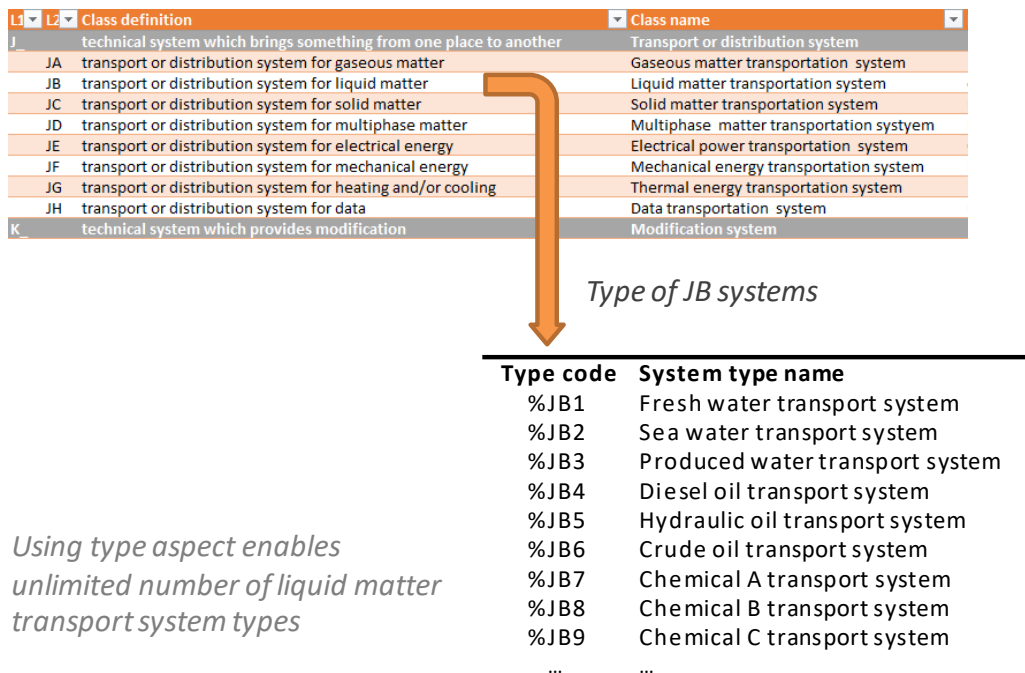 L1 L2 Class definition Class name
J_ technical system which brings something from one place to another Transport or distribution system
JA transport or distribution system for gaseous matter Gaseous matter transportation system
JB transport or distribution system for liquid matter Liquid matter transportation system
JC transport or distribution system for solid matter Solid matter transportation system
JD transport or distribution system for multiphase matter Multiphase matter transportation systyem
JE transport or distribution system for electrical energy Electrical power transportation system
JF transport or distribution system for mechanical energy Mechanical energy transportation system
JG transport or distribution system for heating and/or cooling Thermal energy transportation system
JH transport or distribution system for data Data transportation system
K_ technical system which provides modification Modification system
Type of JB systems
Type code System type name
%JB1 Fresh water transport system
%JB2 Sea water transport system
%JB3 Produced water transport system
%JB4 Diesel oil transport system
%JB5 Hydraulic oil transport system
%JB6 Crude oil transport system
%JB7 Chemical A transport system
%JB8 Chemical B transport system
%JB9 Chemical C transport system
... ...
Using type aspect enables
unlimited number of liquid matter
transport system types